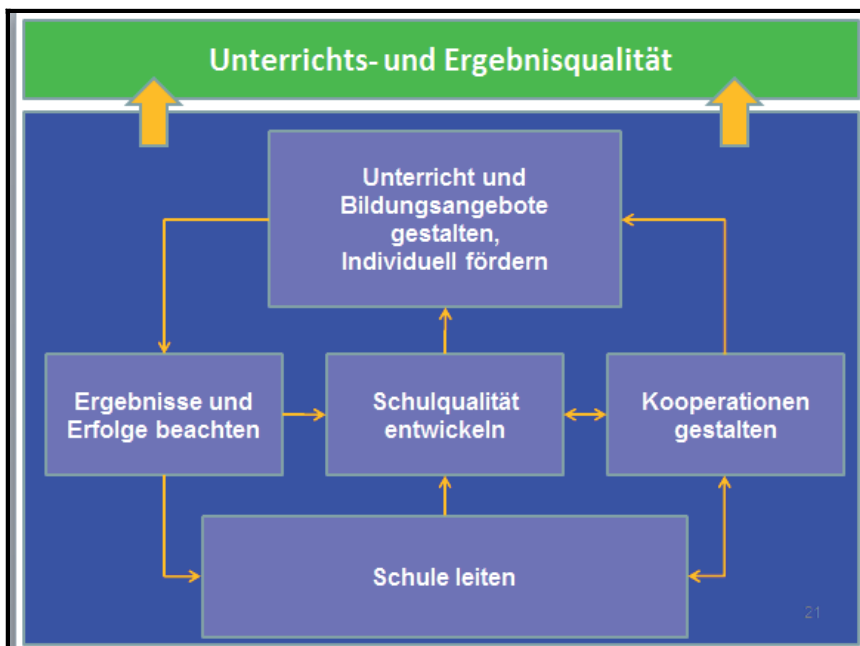 Unterrichts- und Ergebnisqualität
Unterricht und
Bildungsangebote
gestalten,
Individuell fördern
Ergebnisse und
Erfolge beachten
Schulqualität
entwickeln
Kooperationen
gestalten
Schule leiten
21